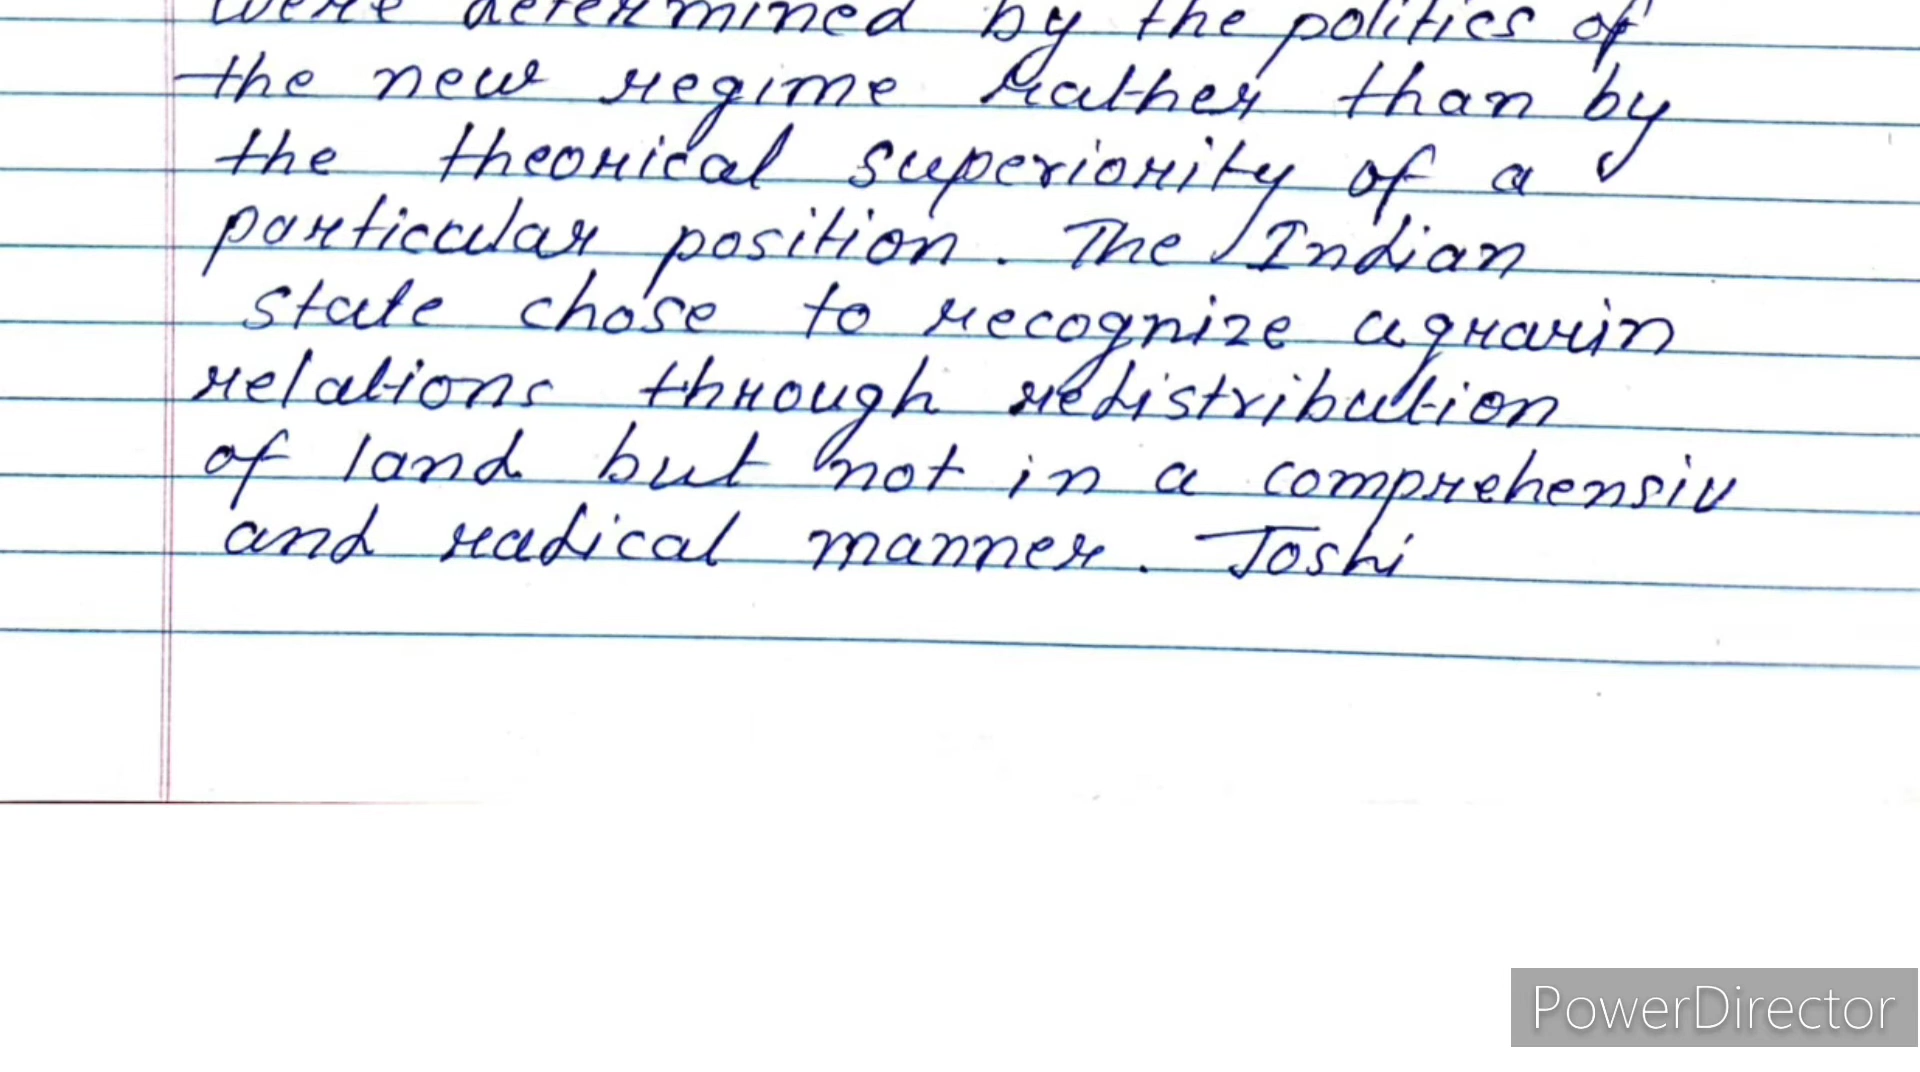 were determined by the politics of
the new regime rather than by
the theorical superiority of a
particular position. The Indian
state chose to recognize agrarin
relations through redistribution
of land but not in a comprehensiv
and radical manner. Joshi
PowerDirector